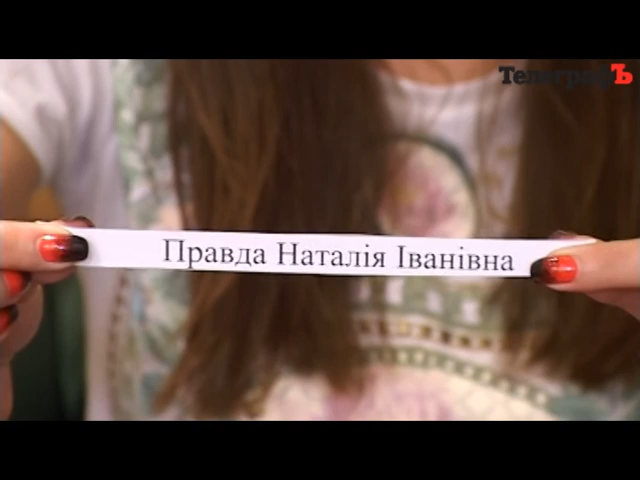 ТелеграфЪ
Правда Наталія Іванівна